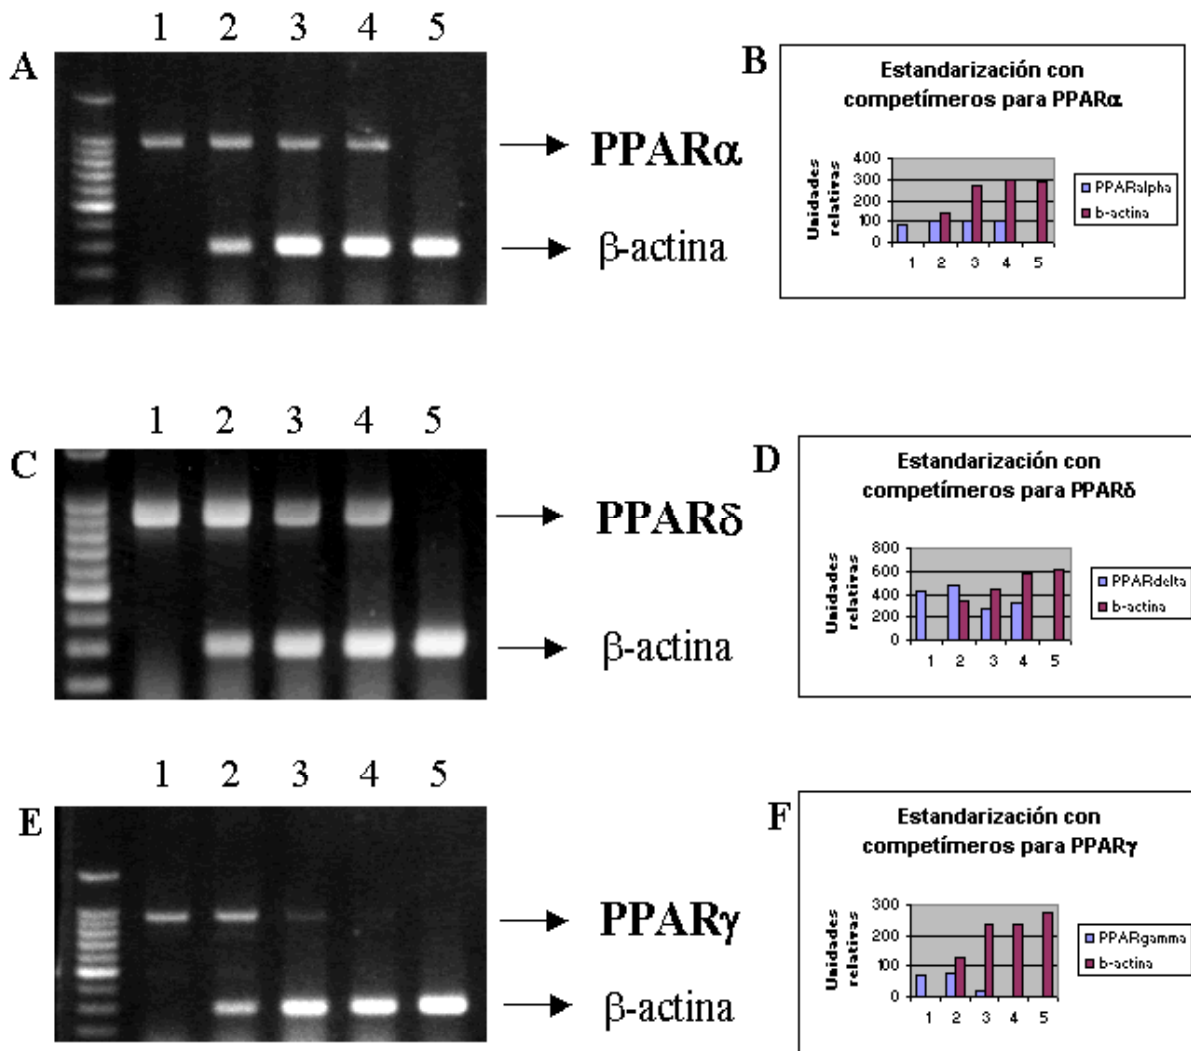 1 2 3 4 5
A
PPARα
β-actina
B
Estandarización con
competímeros para PPARα
Unidades
relativas
400
300
200
100
0
1 2 3 4 5
PPARalpha
b-actina
1 2 3 4 5
C
PPARδ
β-actina
D
Estandarización con
competímeros para PPARδ
Unidades
relativas
800
600
400
200
0
1 2 3 4 5
PPARdelta
b-actina
1 2 3 4 5
E
PPARγ
β-actina
F
Estandarización con
competímeros para PPARγ
Unidades
relativas
300
200
100
0
1 2 3 4 5
PPARgamma
b-actina